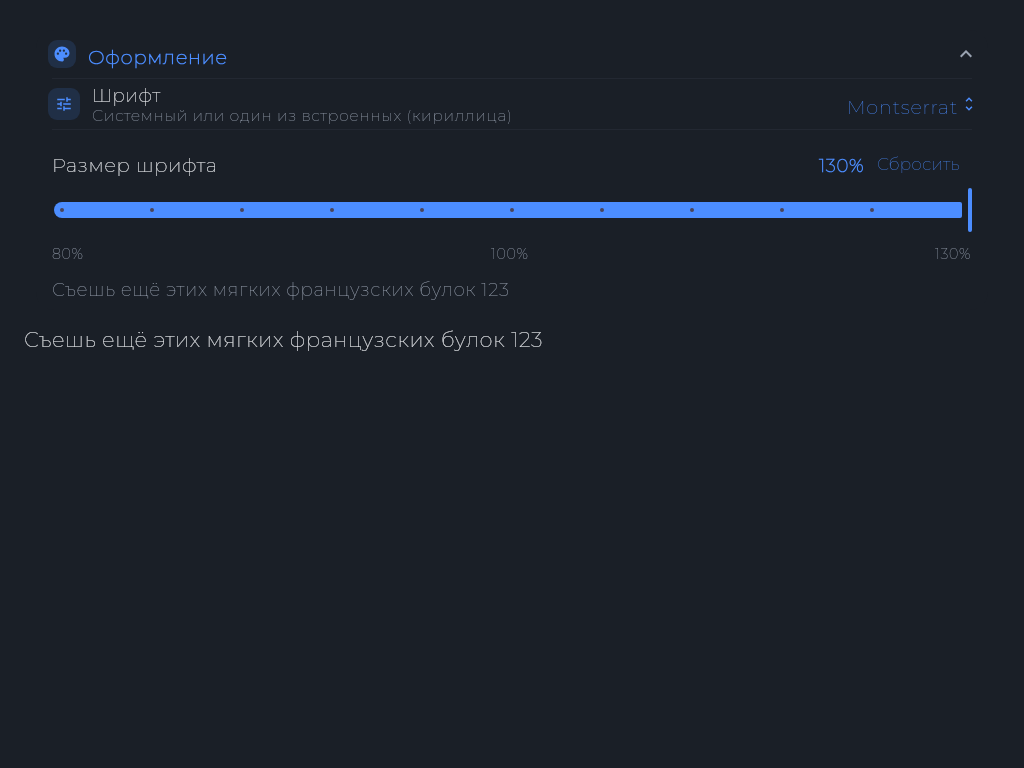 Оформление
Шрифт
Системный или один из встроенных (кириллица)
Montserrat
Размер шрифта
130% Сбросить
80% 100% 130%
Съешь ещё этих мягких французских булок 123
Съешь ещё этих мягких французских булок 123